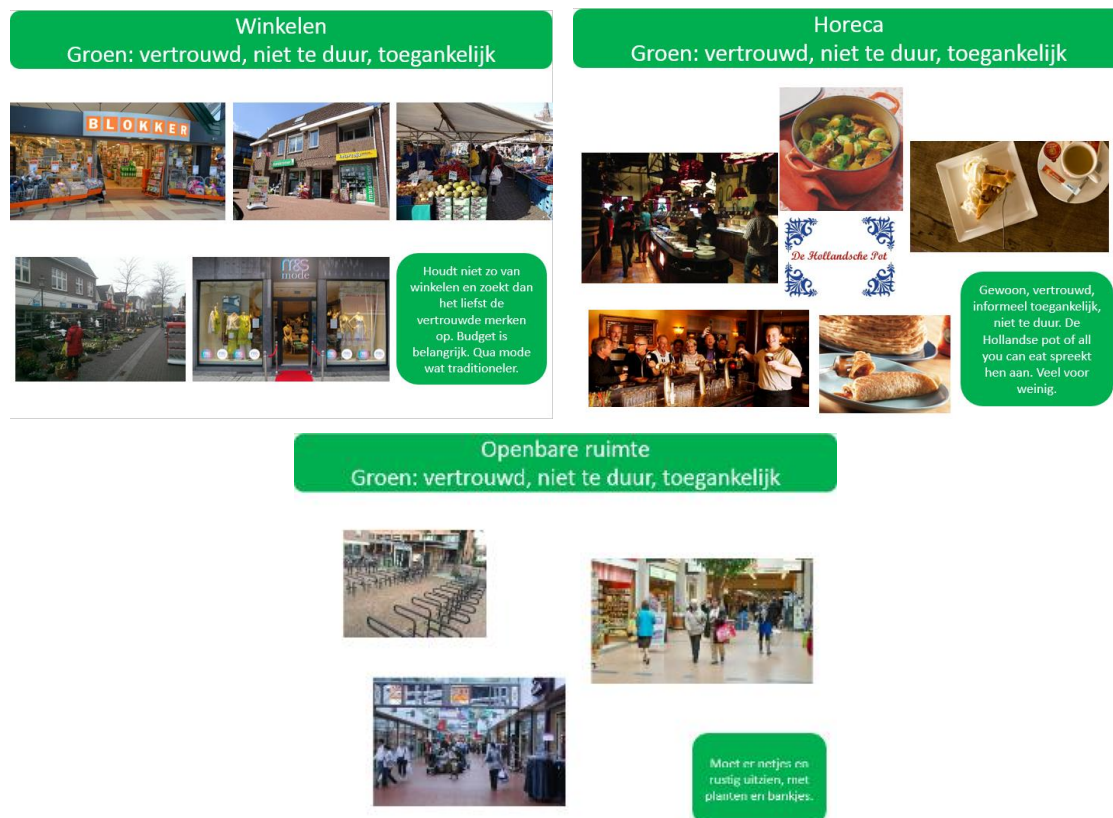 Winkelen
Groen: vertrouwd, niet te duur, toegankelijk
BLOKKER
M&S
mode
Houdt niet zo van
winkelen en zoekt dan
het liefst de
vertrouwde merken
op. Budget is
belangrijk. Qua mode
wat traditioneler.
Horeca
Groen: vertrouwd, niet te duur, toegankelijk
De Hollandsche Pot
Gewoon, vertrouwd,
informeel toegankelijk,
niet te duur. De
Hollandse pot of all
you can eat spreekt
hen aan. Veel voor
weinig.
Openbare ruimte
Groen: vertrouwd, niet te duur, toegankelijk
Moet er netjes en
rustig uitzien, met
planten en bankjes.